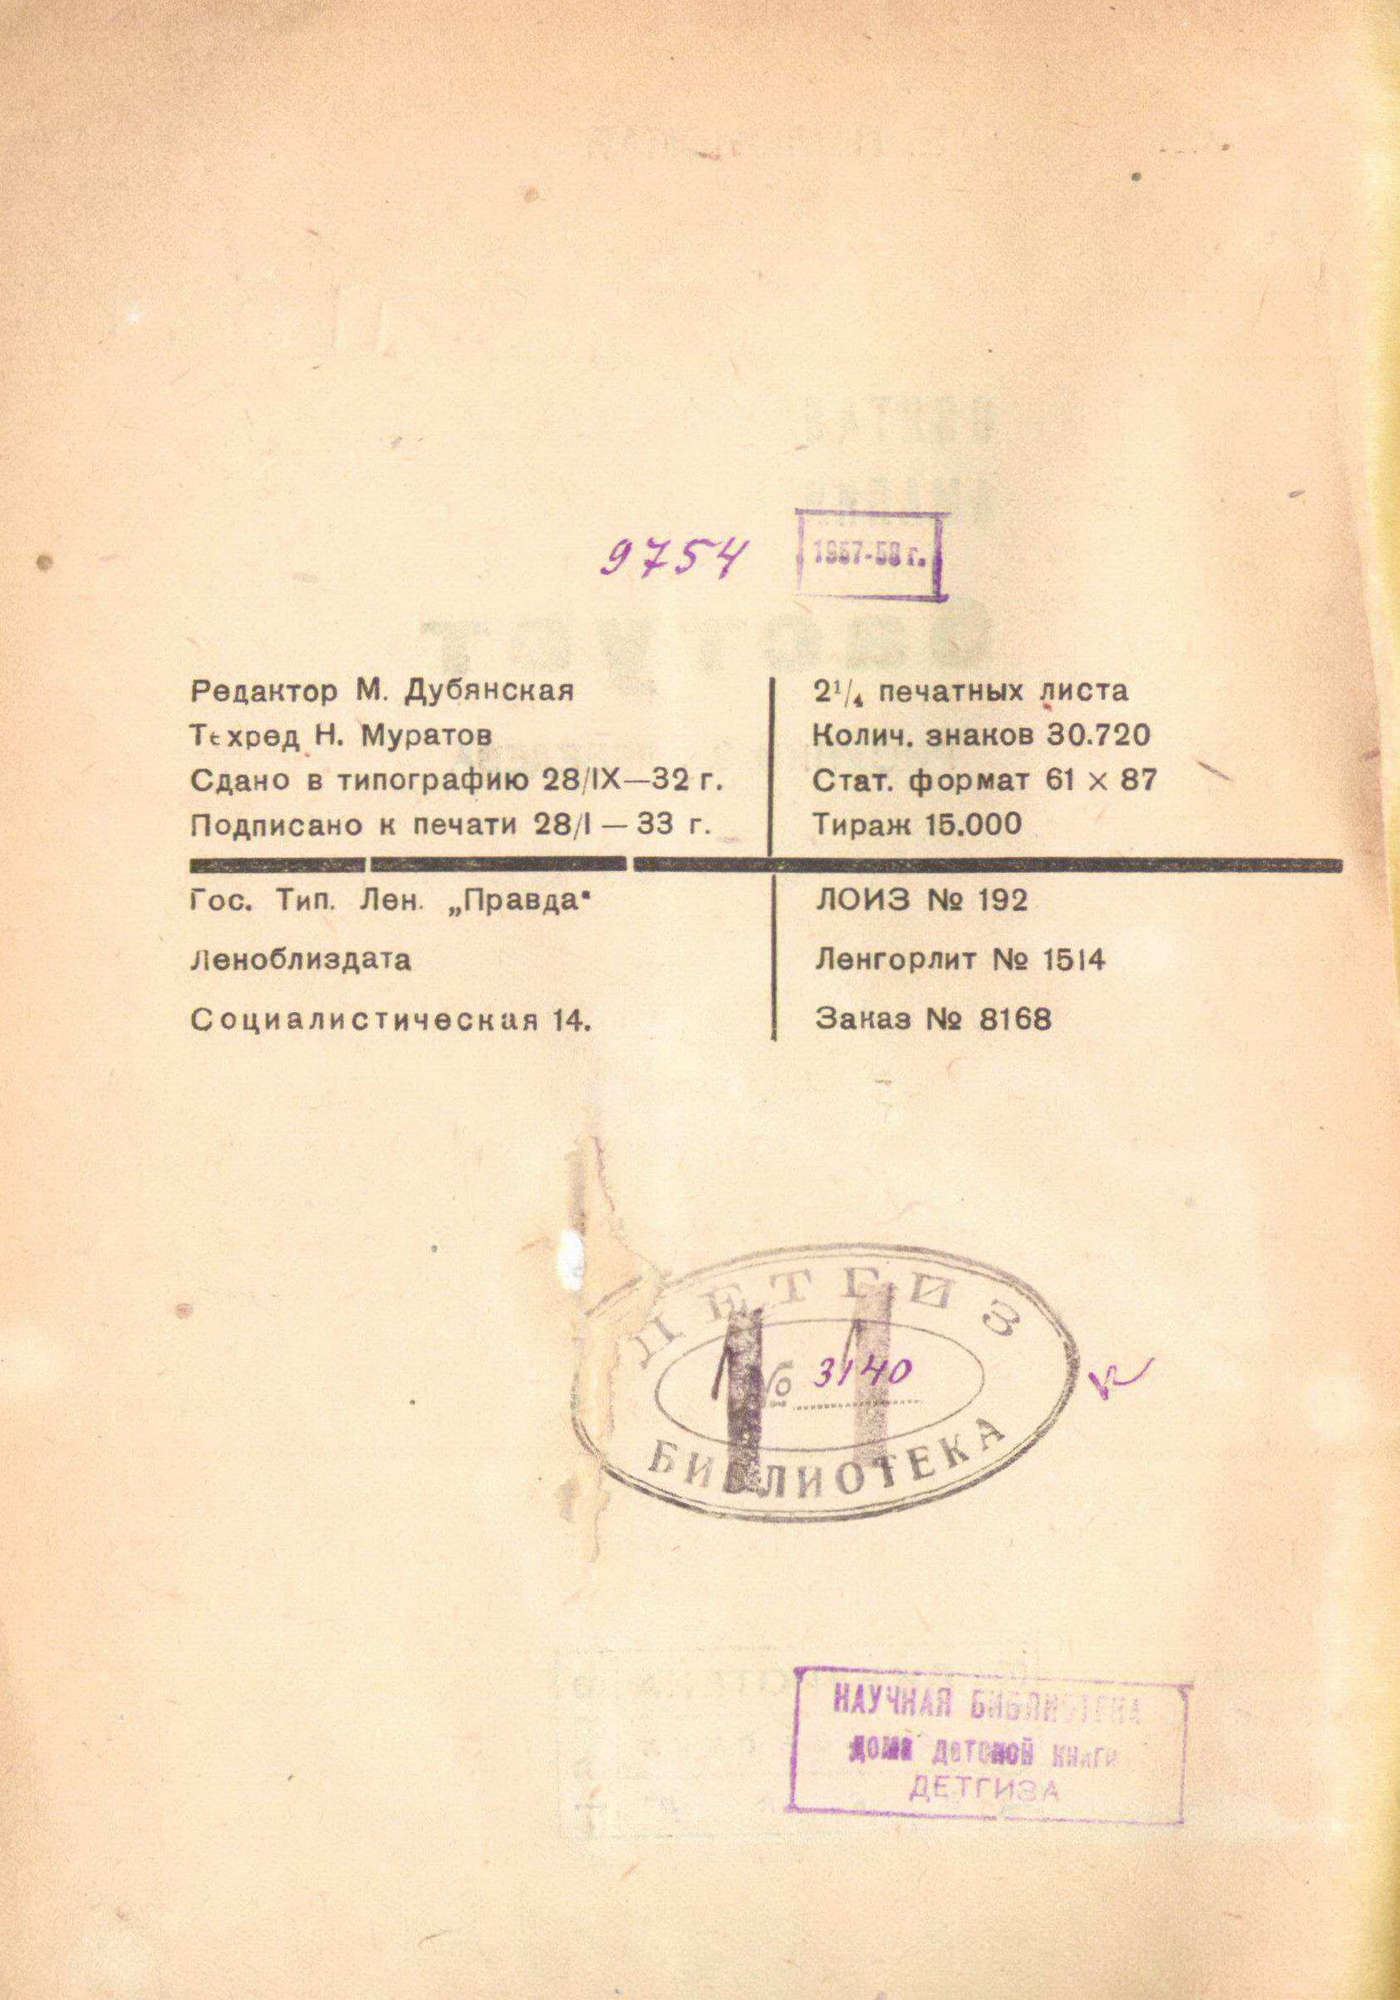 9754
1957-58 г.
Редактор М. Дубянская
Техред Н. Муратов
Сдано в типографию 28/IX—32 г.
Подписано к печати 28/I — 33 г.
2¹/₄ печатных листа
Колич. знаков 30.720
Стат. формат 61 × 87
Тираж 15.000
Гос. Тип. Лен. „Правда"
Леноблиздата
Социалистическая 14.
ЛОИЗ № 192
Ленгорлит № 1514
Заказ № 8168
ДЕТГИЗ
№ 3140
БИБЛИОТЕКА
НАУЧНАЯ БИБЛИОТЕКА
дома детской книги
ДЕТГИЗА